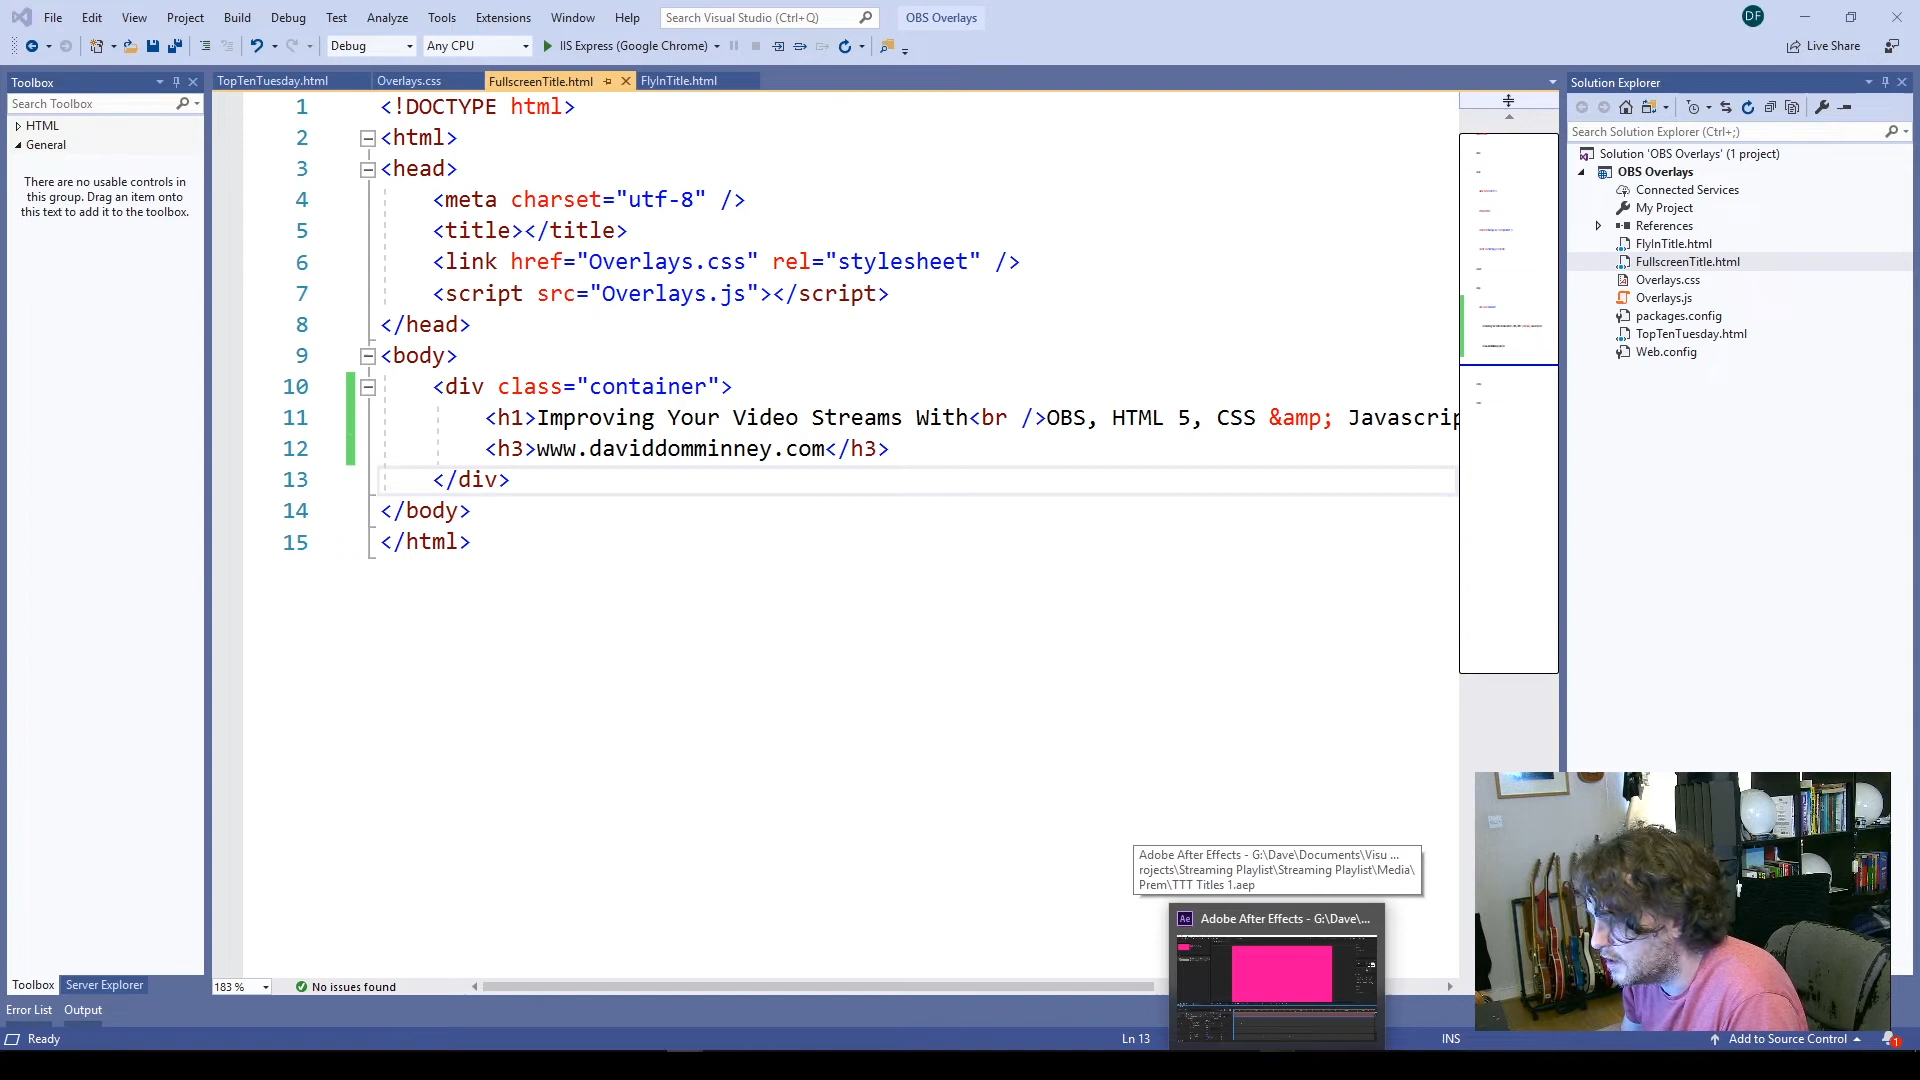 File Edit View Project Build Debug Test Analyze Tools Extensions Window Help Search Visual Studio (Ctrl+Q) OBS Overlays DF
Debug Any CPU IIS Express (Google Chrome) Live Share
Toolbox
Search Toolbox
HTML
General
There are no usable controls in
this group. Drag an item onto
this text to add it to the toolbox.
TopTenTuesday.html Overlays.css FullscreenTitle.html FlyInTitle.html
1 <!DOCTYPE html>
2 <html>
3 <head>
4 <meta charset="utf-8" />
5 <title></title>
6 <link href="Overlays.css" rel="stylesheet" />
7 <script src="Overlays.js"></script>
8 </head>
9 <body>
10 <div class="container">
11 <h1>Improving Your Video Streams With<br />OBS, HTML 5, CSS &amp; Javascrip
12 <h3>www.daviddomminney.com</h3>
13 </div>
14 </body>
15 </html>
Solution Explorer
Search Solution Explorer (Ctrl+;)
Solution 'OBS Overlays' (1 project)
OBS Overlays
Connected Services
My Project
References
FlyInTitle.html
FullscreenTitle.html
Overlays.css
Overlays.js
packages.config
TopTenTuesday.html
Web.config
Adobe After Effects - G:\Dave\Documents\Visu ...
rojects\Streaming Playlist\Streaming Playlist\Media\
Prem\TTT Titles 1.aep
Ae Adobe After Effects - G:\Dave\...
Toolbox Server Explorer
183 % No issues found
Error List Output
Ready Ln 13 INS Add to Source Control 1